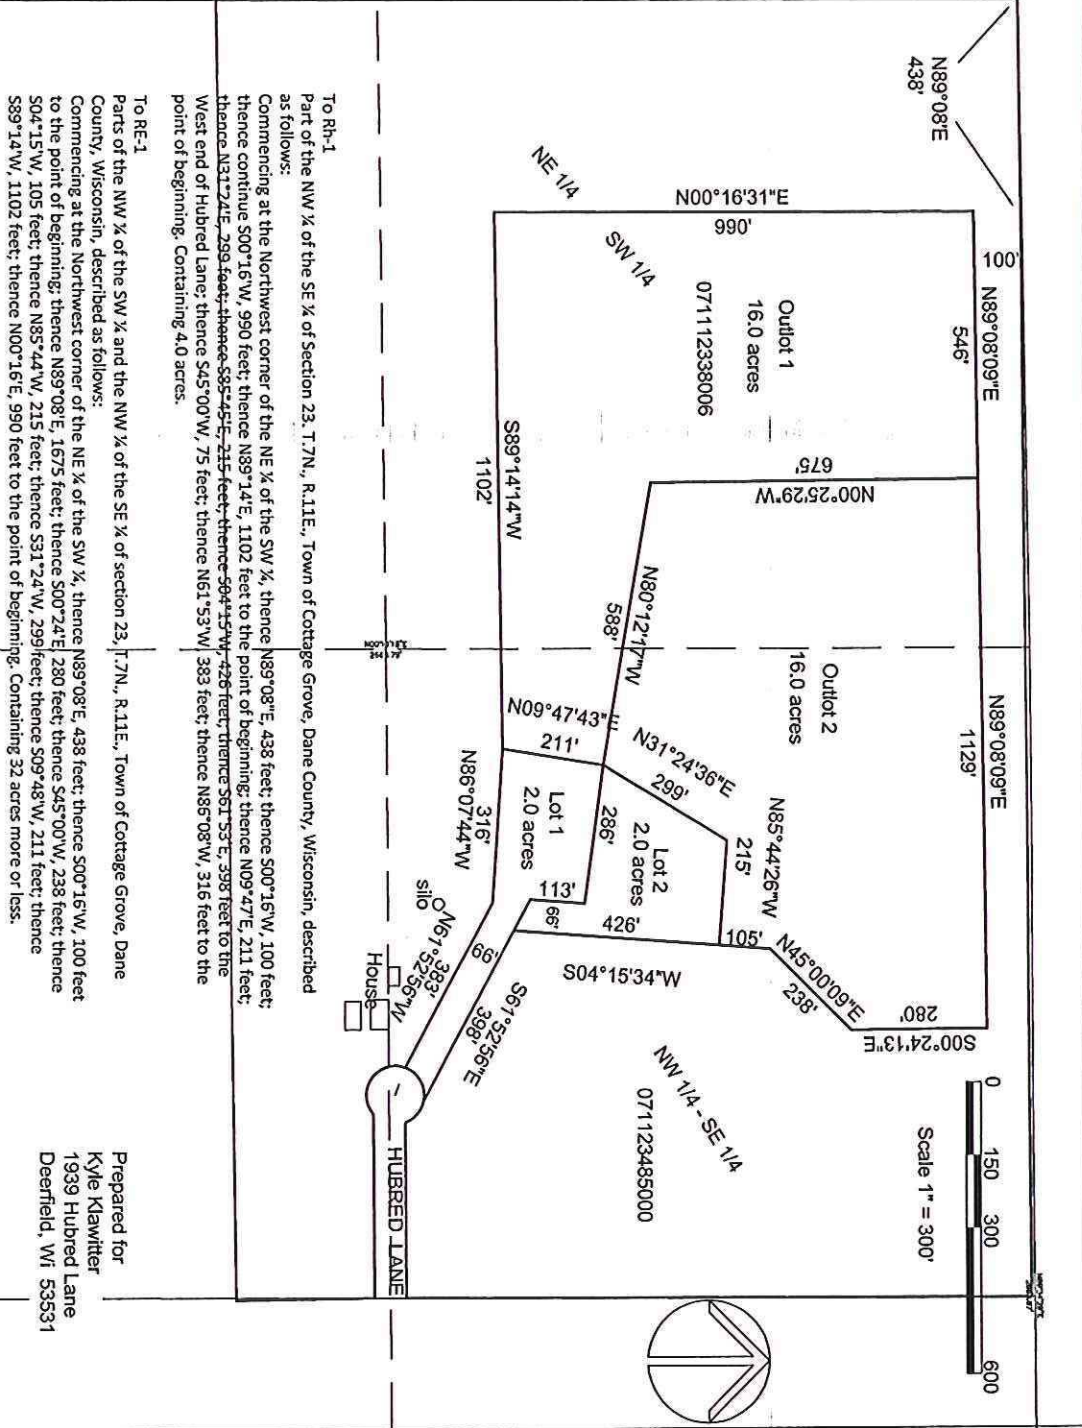 N89°08'E
438'
100'
N89°08'09"E
546'
N89°08'09"E
1129'
0 150 300 600
Scale 1" = 300'
N00°16'31"E
990'
Outlot 1
16.0 acres
071112338006
NE 1/4
SW 1/4
675'
N00°25'29"W
Outlot 2
16.0 acres
N80°12'17"W
588'
S00°24'13"E
280'
N45°00'09"E
238'
105'
N85°44'26"W
215'
N31°24'36"E
299'
Lot 2
2.0 acres
286'
426'
S04°15'34"W
66'
N09°47'43"E
211'
Lot 1
2.0 acres
113'
S89°14'14"W
1102'
N86°07'44"W
316'
66'
S61°52'56"E
398'
N61°52'56"W
383'
silo
House
NW 1/4 - SE 1/4
071123485000
HUBRED LANE
To Rh-1
Part of the NW ¼ of the SE ¼ of Section 23. T.7N., R.11E., Town of Cottage Grove, Dane County, Wisconsin, described
as follows:
Commencing at the Northwest corner of the NE ¼ of the SW ¼, thence N89°08"E, 438 feet; thence S00°16'W, 100 feet;
thence continue S00°16'W, 990 feet; thence N89°14'E, 1102 feet to the point of beginning; thence N09°47'E, 211 feet;
thence N31°24'E, 299 feet; thence S85°45'E, 215 feet; thence S04°15'W, 426 feet; thence S61°53'E, 398 feet to the
West end of Hubred Lane; thence S45°00'W, 75 feet; thence N61°53'W, 383 feet; thence N86°08'W, 316 feet to the
point of beginning. Containing 4.0 acres.
To RE-1
Parts of the NW ¼ of the SW ¼ and the NW ¼ of the SE ¼ of section 23, T.7N., R.11E., Town of Cottage Grove, Dane
County, Wisconsin, described as follows:
Commencing at the Northwest corner of the NE ¼ of the SW ¼, thence N89°08'E, 438 feet; thence S00°16'W, 100 feet
to the point of beginning; thence N89°08'E, 1675 feet; thence S00°24'E, 280 feet; thence S45°00'W, 238 feet; thence
S04°15'W, 105 feet; thence N85°44'W, 215 feet; thence S31°24'W, 299 feet; thence S09°48'W, 211 feet; thence
S89°14'W, 1102 feet; thence N00°16'E, 990 feet to the point of beginning. Containing 32 acres more or less.
Prepared for
Kyle Klawitter
1939 Hubred Lane
Deerfield, Wi 53531